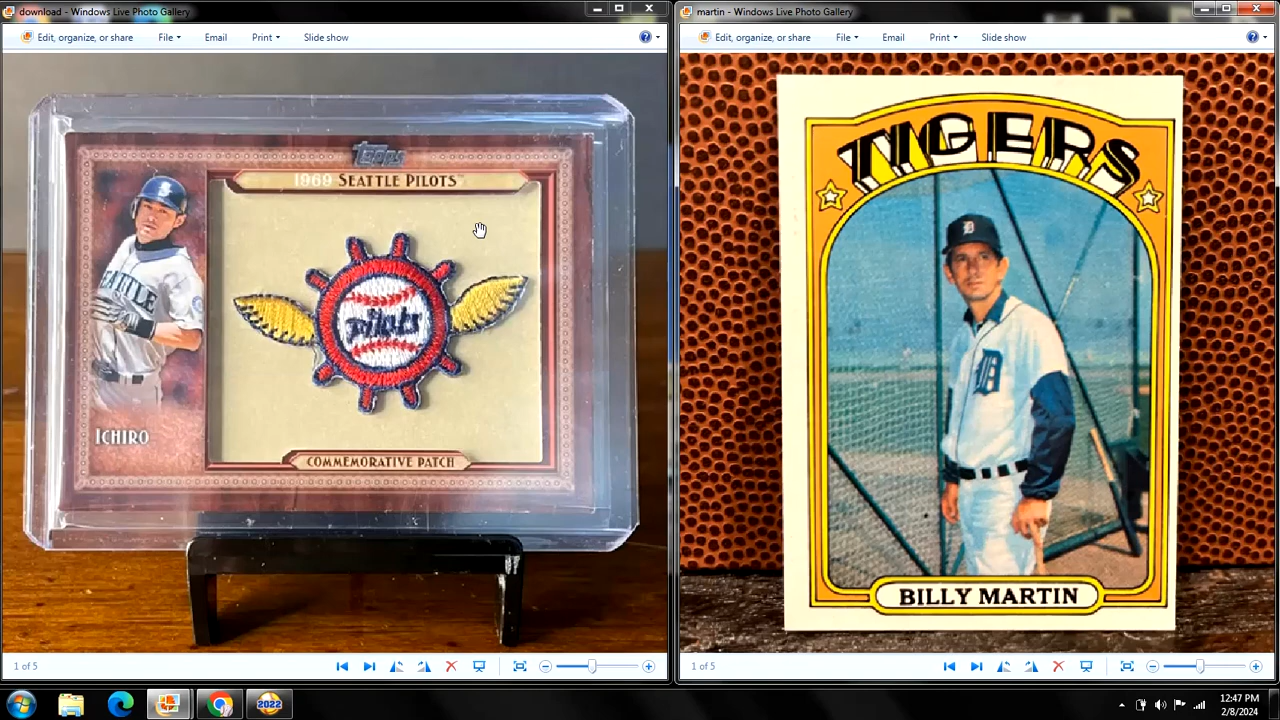 download - Windows Live Photo Gallery
Edit, organize, or share
File
Email
Print
Slide show
Topps
1969 SEATTLE PILOTS™
SEATTLE
pilots
ICHIRO
COMMEMORATIVE PATCH
1 of 5
martin - Windows Live Photo Gallery
Edit, organize, or share
File
Email
Print
Slide show
TIGERS
D
D
BILLY MARTIN
1 of 5
2022
12:47 PM
2/8/2024